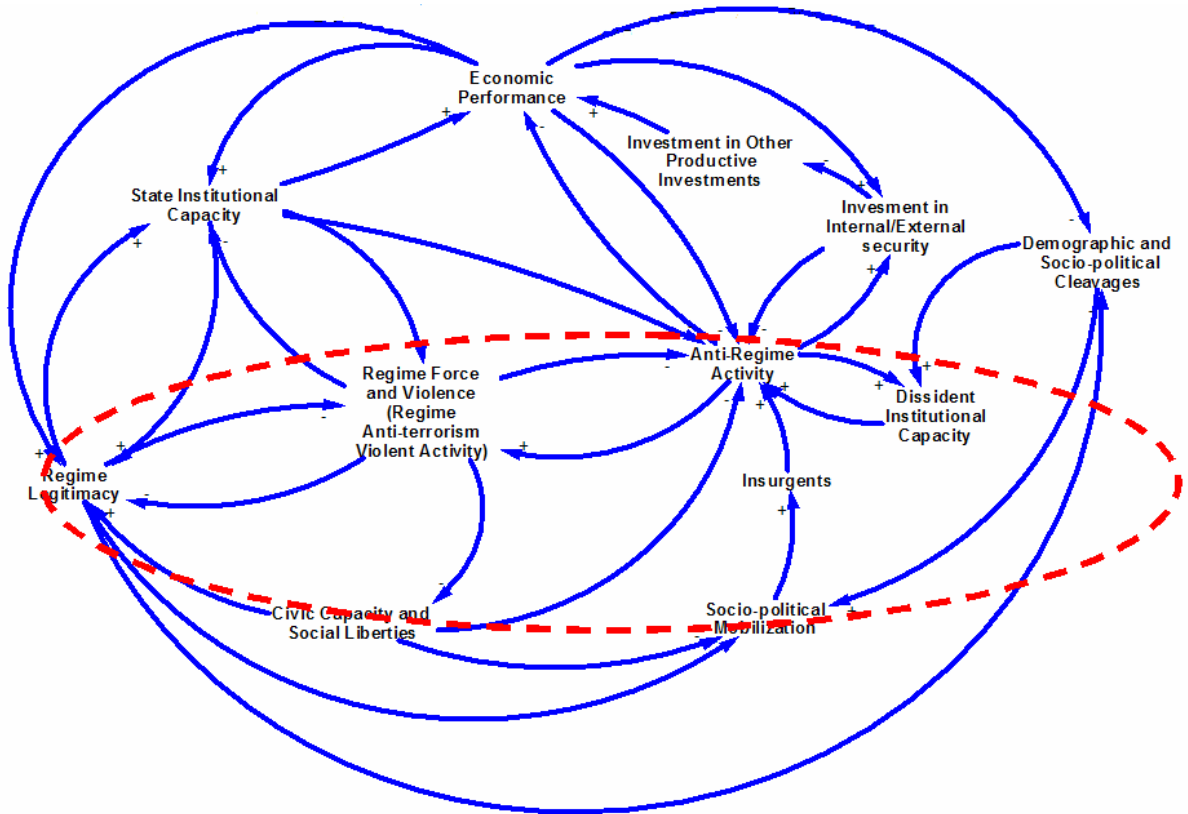 Economic
Performance
Investment in Other
Productive
Investments
State Institutional
Capacity
Invesment in
Internal/External
security
Demographic and
Socio-political
Cleavages
Anti-Regime
Activity
Regime Force
and Violence
(Regime
Anti-terrorism
Violent Activity)
Dissident
Institutional
Capacity
Regime
Legitimacy
Insurgents
Civic Capacity and
Social Liberties
Socio-political
Mobilization